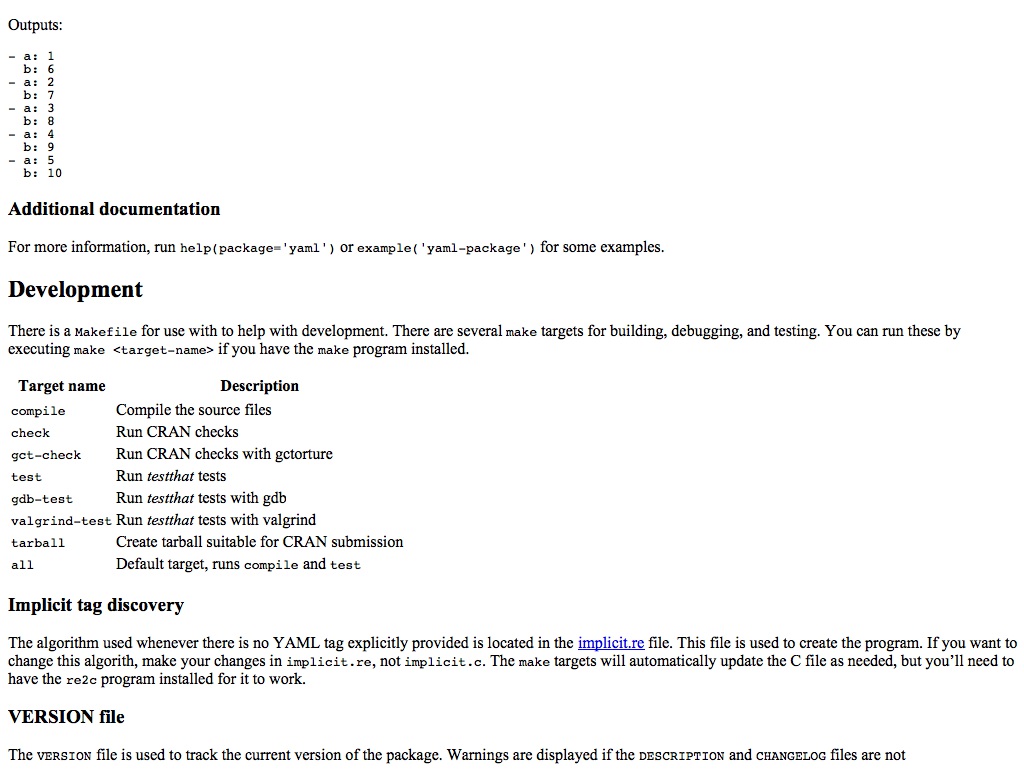 Outputs:
- a: 1
  b: 6
- a: 2
  b: 7
- a: 3
  b: 8
- a: 4
  b: 9
- a: 5
  b: 10
Additional documentation
For more information, run help(package='yaml') or example('yaml-package') for some examples.
Development
There is a Makefile for use with to help with development. There are several make targets for building, debugging, and testing. You can run these by
executing make <target-name> if you have the make program installed.
Target name Description
compile Compile the source files
check Run CRAN checks
gct-check Run CRAN checks with gctorture
test Run testthat tests
gdb-test Run testthat tests with gdb
valgrind-test Run testthat tests with valgrind
tarball Create tarball suitable for CRAN submission
all Default target, runs compile and test
Implicit tag discovery
The algorithm used whenever there is no YAML tag explicitly provided is located in the implicit.re file. This file is used to create the program. If you want to
change this algorith, make your changes in implicit.re, not implicit.c. The make targets will automatically update the C file as needed, but you’ll need to
have the re2c program installed for it to work.
VERSION file
The VERSION file is used to track the current version of the package. Warnings are displayed if the DESCRIPTION and CHANGELOG files are not